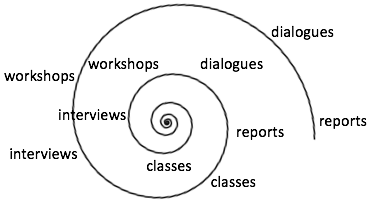 dialogues
workshops
dialogues
workshops
interviews
reports
reports
interviews
classes
classes